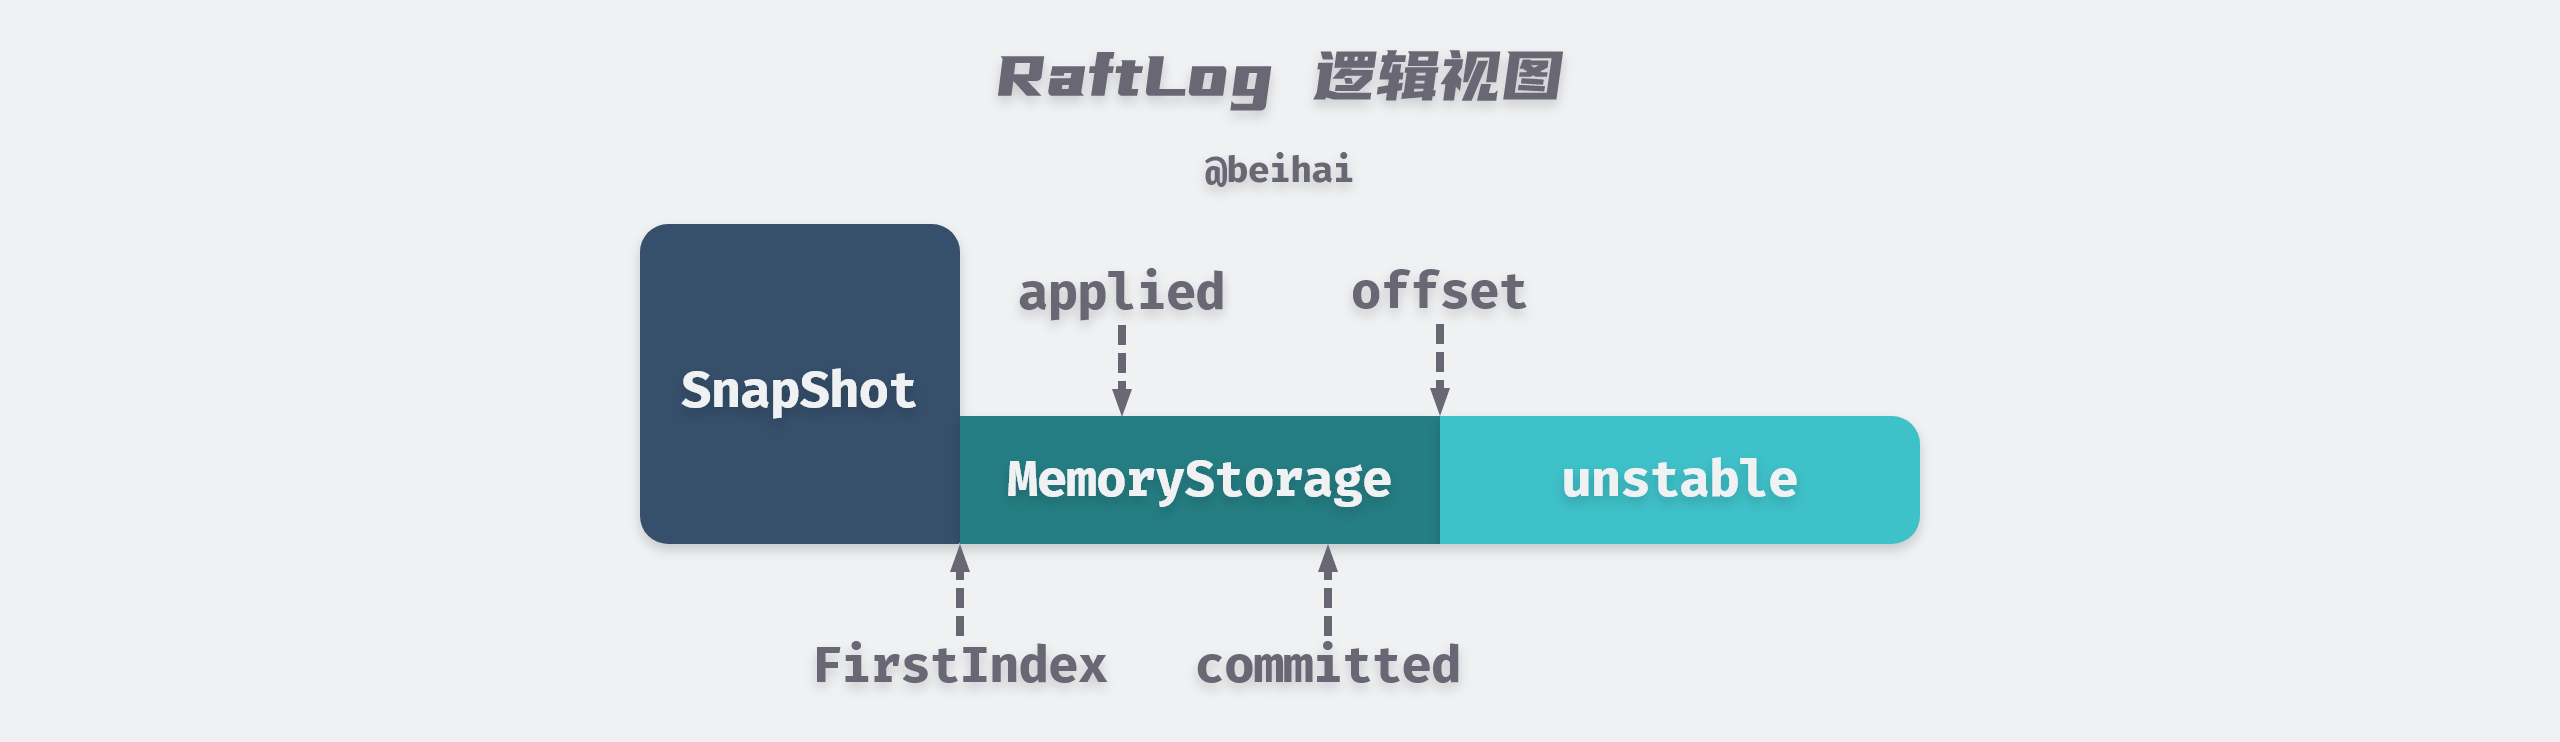 RaftLog 逻辑视图
@beihai
applied
offset
SnapShot
MemoryStorage
unstable
FirstIndex
committed